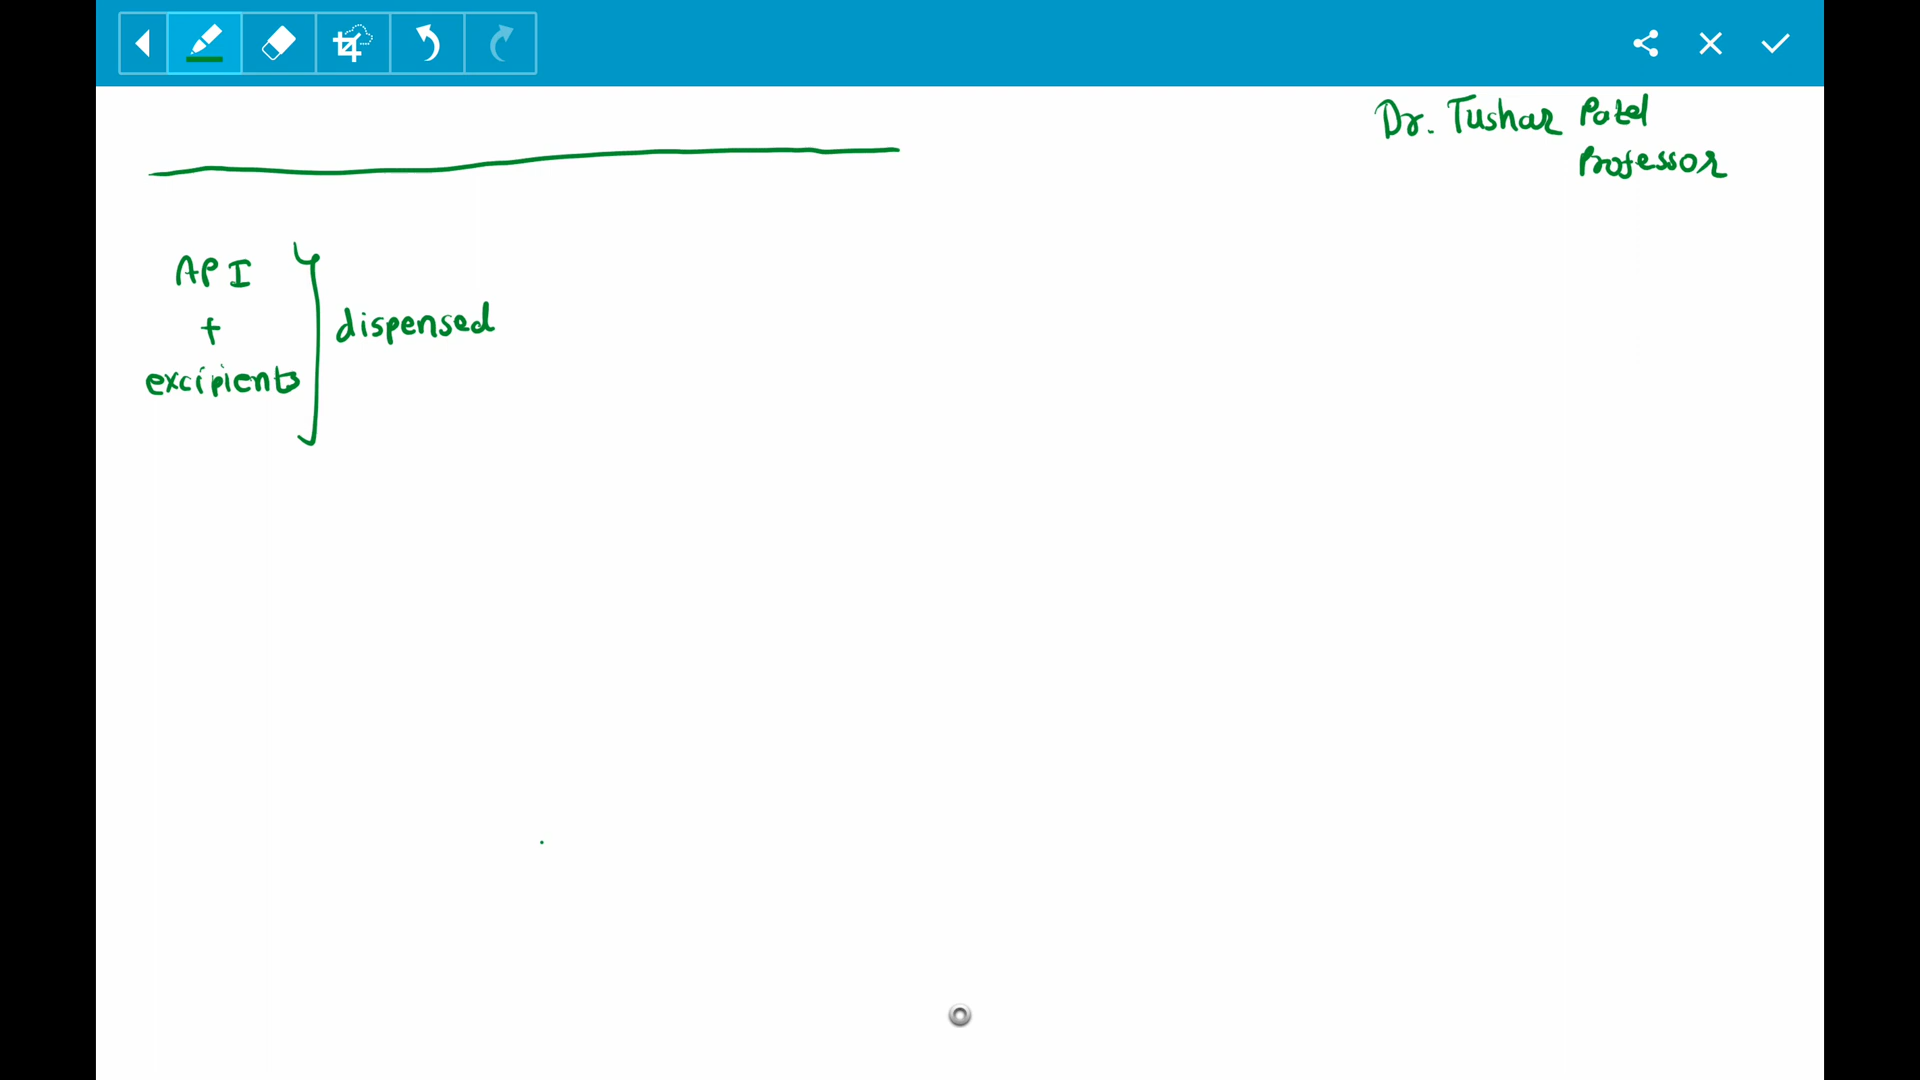 Dr. Tushar Patel
Professor
API
+
excipients
dispensed